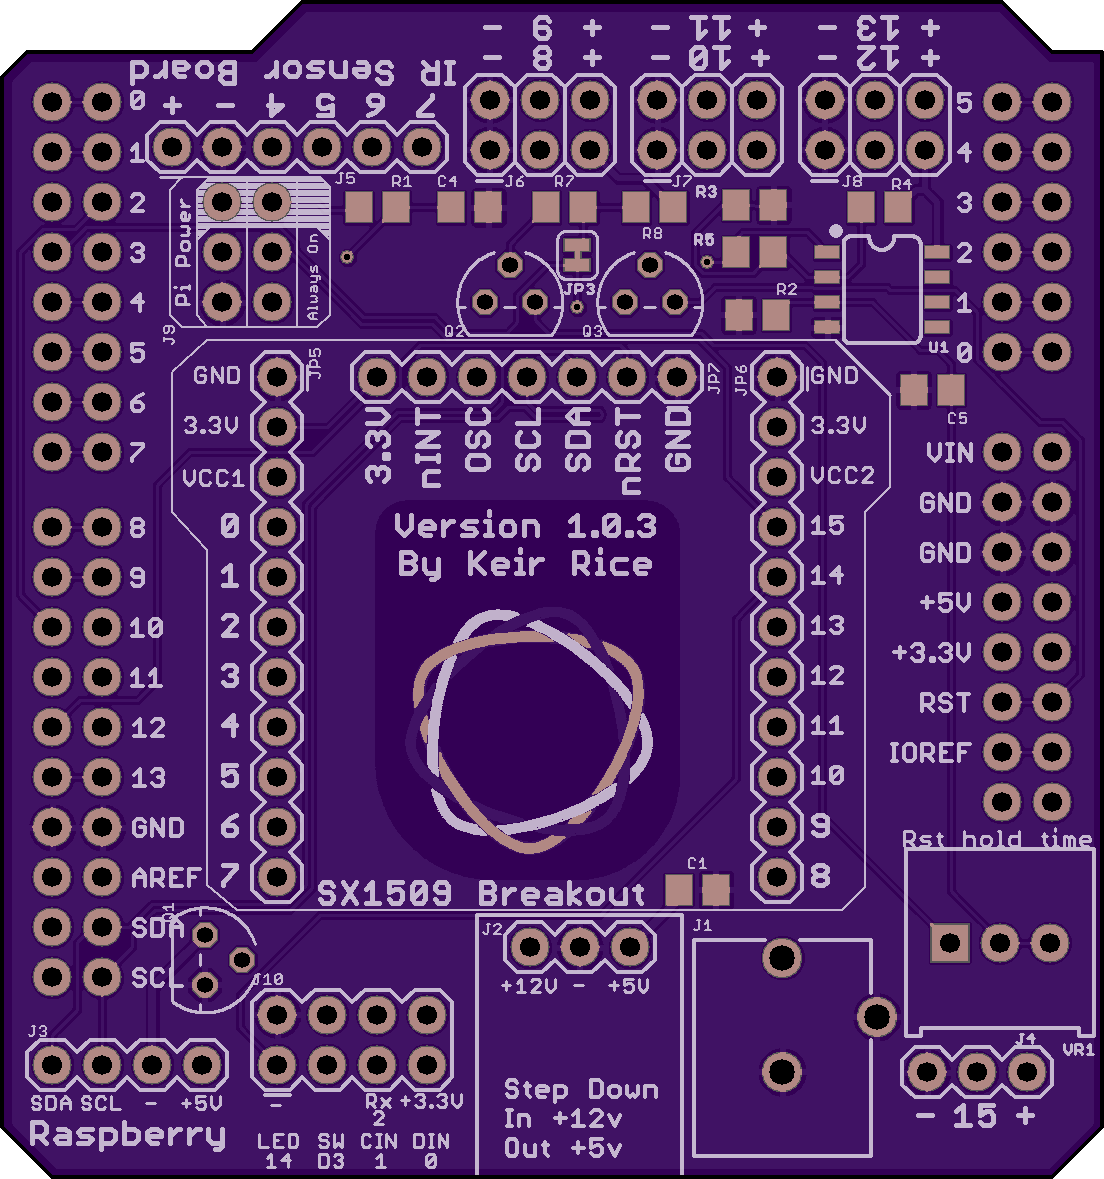 - 9 +
- 11 +
- 13 +
- 8 +
- 10 +
- 12 +
IR Sensor Board
+ - 4 5 6 7
0
1
2
3
4
5
6
7
8
9
10
11
12
13
GND
AREF
SDA
SCL
5
4
3
2
1
0
J5
R1
C4
J6
R7
J7
R3
J8
R4
Pi Power
Always On
J9
R8
R5
JP3
Q2
Q3
R2
U1
C5
JP5
JP7
JP6
GND
3.3V
VCC1
0
1
2
3
4
5
6
7
3.3V
nINT
OSC
SCL
SDA
nRST
GND
GND
3.3V
VCC2
15
14
13
12
11
10
9
8
VIN
GND
GND
+5V
+3.3V
RST
IOREF
Version 1.0.3
By Keir Rice
SX1509 Breakout
C1
Rst hold time
Q1
J10
J2
+12V - +5V
J1
J3
SDA SCL - +5V
Raspberry
- Rx +3.3V
2
LED SW CIN DIN
14 D3 1 0
Step Down
In +12v
Out +5v
J4
VR1
- 15 +